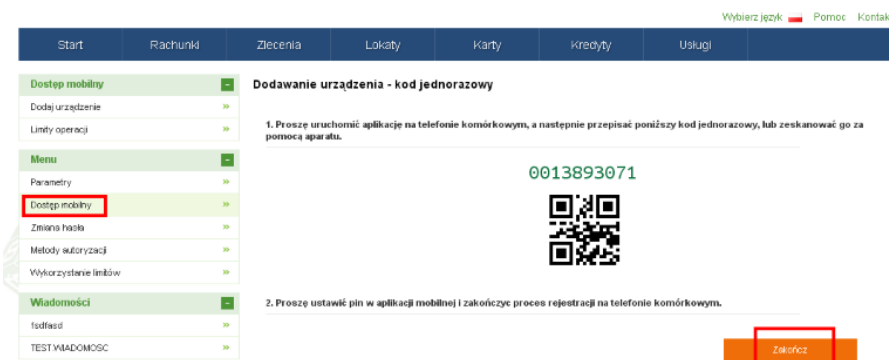 Wybierz język Pomoc Kontak
Start Rachunki Zlecenia Lokaty Karty Kredyty Usługi
Dostęp mobilny
Dodaj urządzenie
Limity operacji
Menu
Parametry
Dostęp mobilny
Zmiana hasła
Metody autoryzacji
Wykorzystanie limitów
Wiadomości
fsdfasd
TEST.WIADOMOSC
Dodawanie urządzenia - kod jednorazowy
1. Proszę uruchomić aplikację na telefonie komórkowym, a następnie przepisać poniższy kod jednorazowy, lub zeskanować go za
pomocą aparatu.
0013893071
2. Proszę ustawić pin w aplikacji mobilnej i zakończyc proces rejestracji na telefonie komórkowym.
Zakończ